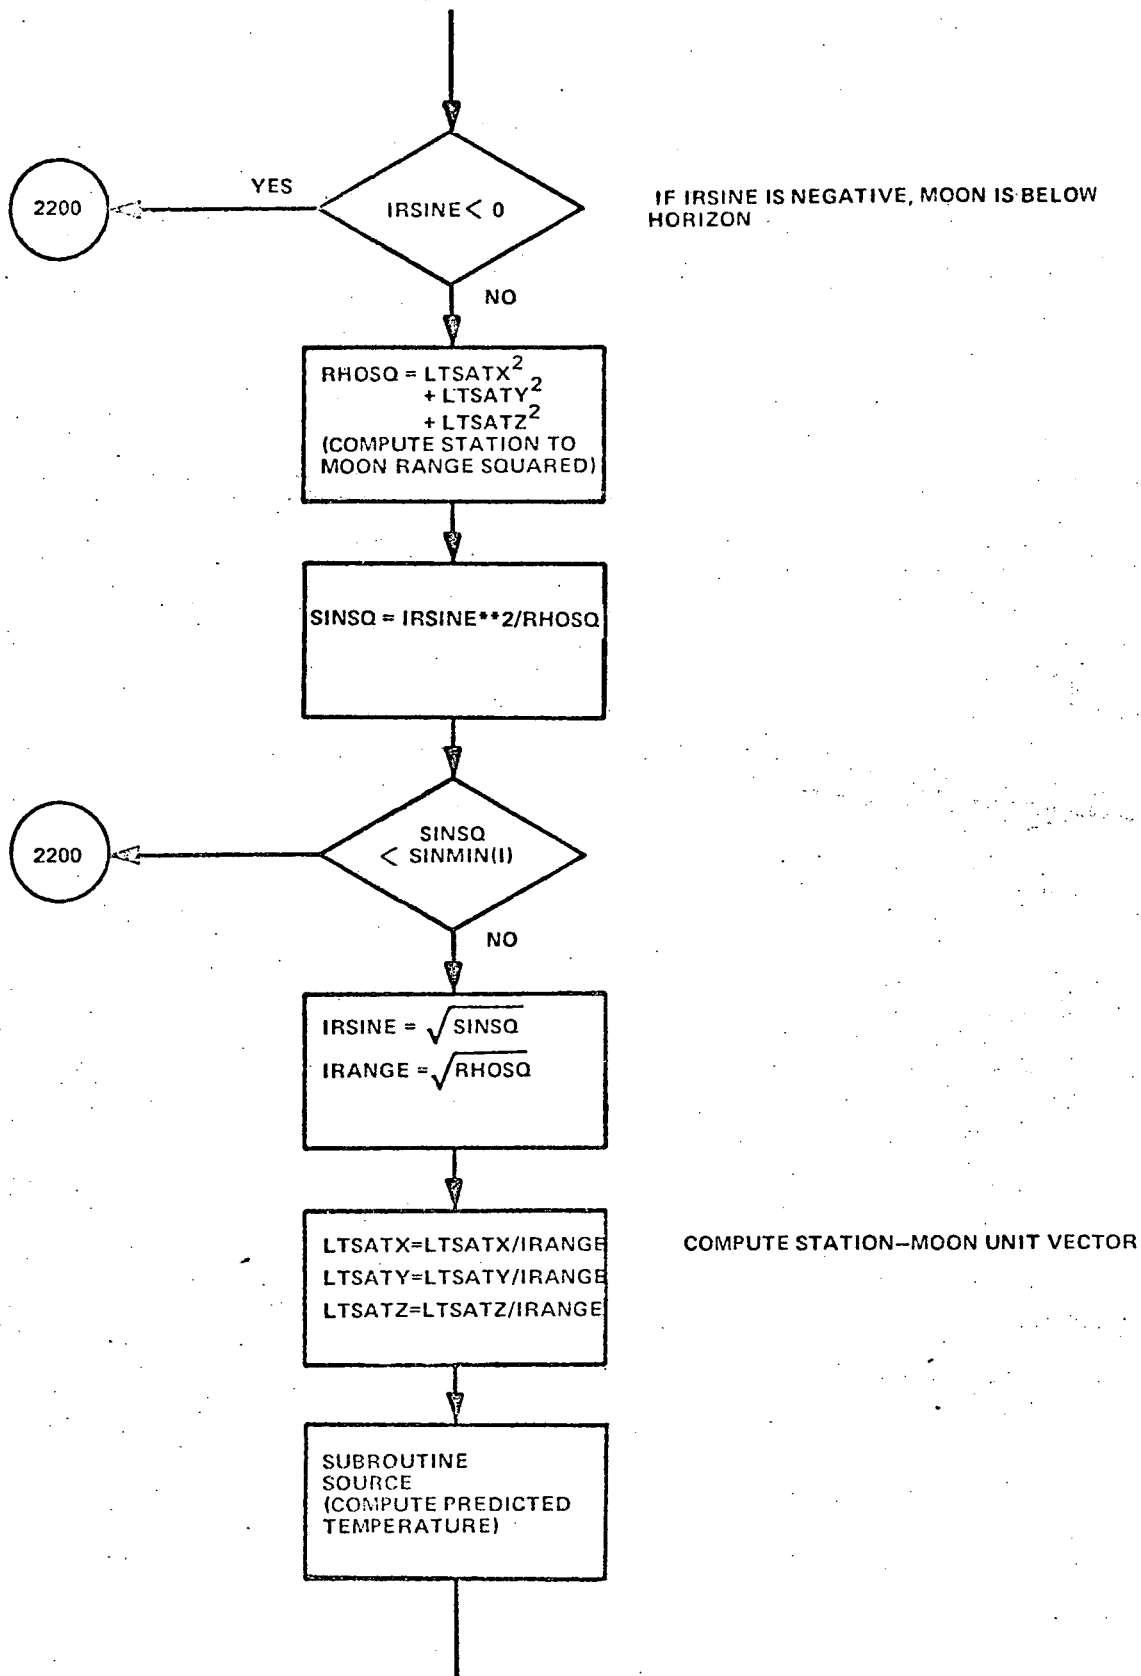 YES
2200
IRSINE < 0
IF IRSINE IS NEGATIVE, MOON IS BELOW
HORIZON
NO
RHOSQ = LTSATX²
+ LTSATY²
+ LTSATZ²
(COMPUTE STATION TO
MOON RANGE SQUARED)
SINSQ = IRSINE**2/RHOSQ
2200
SINSQ
< SINMIN(I)
NO
IRSINE = √SINSQ
IRANGE = √RHOSQ
LTSATX=LTSATX/IRANGE
LTSATY=LTSATY/IRANGE
LTSATZ=LTSATZ/IRANGE
COMPUTE STATION–MOON UNIT VECTOR
SUBROUTINE
SOURCE
(COMPUTE PREDICTED
TEMPERATURE)